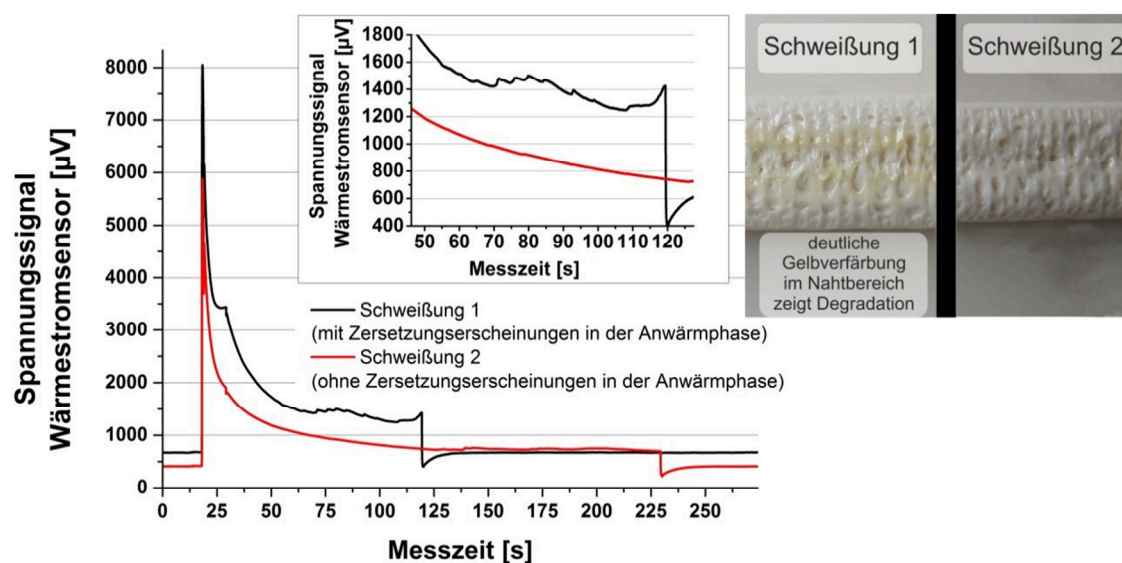 Spannungssignal
Wärmestromsensor [µV]
8000
7000
6000
5000
4000
3000
2000
1000
0
0
25
50
75
100
125
150
175
200
225
250
Messzeit [s]
Spannungssignal
Wärmestromsensor [µV]
1800
1600
1400
1200
1000
800
600
400
50
60
70
80
90
100
110
120
Messzeit [s]
Schweißung 1
(mit Zersetzungserscheinungen in der Anwärmphase)
Schweißung 2
(ohne Zersetzungserscheinungen in der Anwärmphase)
Schweißung 1
deutliche
Gelbverfärbung
im Nahtbereich
zeigt Degradation
Schweißung 2